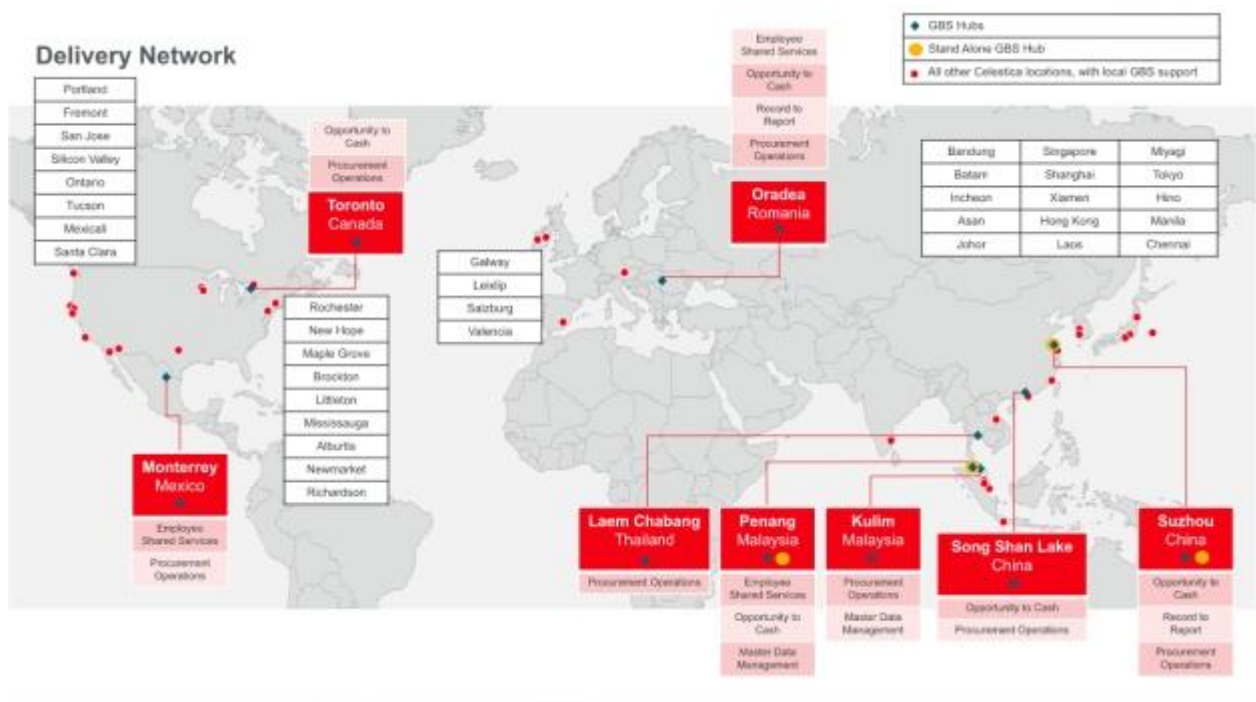 Delivery Network
GBS Hubs
Stand Alone GBS Hub
All other Celestica locations, with local GBS support
Portland
Fremont
San Jose
Silicon Valley
Ontario
Tucson
Mexicali
Santa Clara
Opportunity to
Cash
Procurement
Operations
Toronto
Canada
Rochester
New Hope
Maple Grove
Brockton
Littleton
Mississauga
Alburtis
Newmarket
Richardson
Monterrey
Mexico
Employee
Shared Services
Procurement
Operations
Galway
Leixlip
Salzburg
Valencia
Employee
Shared Services
Opportunity to
Cash
Record to
Report
Procurement
Operations
Oradea
Romania
Bandung Singapore Miyagi
Batam Shanghai Tokyo
Incheon Xiamen Hino
Asan Hong Kong Manila
Johor Laos Chennai
Laem Chabang
Thailand
Procurement Operations
Penang
Malaysia
Employee
Shared Services
Opportunity to
Cash
Master Data
Management
Kulim
Malaysia
Procurement
Operations
Master Data
Management
Song Shan Lake
China
Opportunity to Cash
Procurement Operations
Suzhou
China
Opportunity to
Cash
Record to
Report
Procurement
Operations